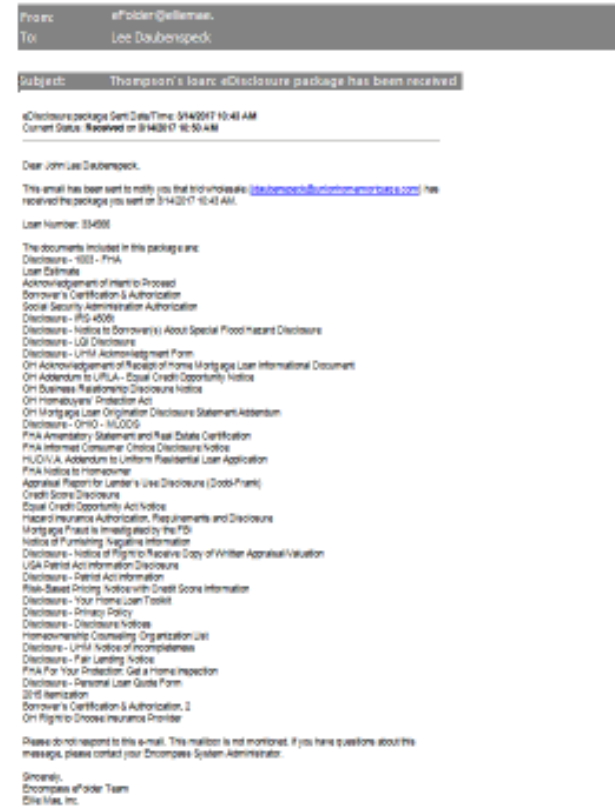 From: eFolder@elliemae.
To: Lee Daubenspeck
Subject: Thompson's loan: eDisclosure package has been received
eDisclosure package Sent Date/Time: 3/14/2017 10:43 AM
Current Status: Received on 3/14/2017 10:50 AM
Dear John Lee Daubenspeck,
This email has been sent to notify you that wholesale has
received the package you sent on 3/14/2017 10:43 AM.
Loan Number:
The documents included in this package are:
Disclosure - 1003 - FHA
Loan Estimate
Acknowledgement of Intent to Proceed
Borrower's Certification & Authorization
Social Security Administration Authorization
Disclosure - IRS 4506t
Disclosure - Notice to Borrower(s) About Special Flood Hazard Disclosure
Disclosure - LQI Disclosure
Disclosure - UHM Acknowledgment Form
OH Acknowledgement of Receipt of Home Mortgage Loan Informational Document
OH Addendum to URLA - Equal Credit Opportunity Notice
OH Business Relationship Disclosure Notice
OH Homebuyers' Protection Act
OH Mortgage Loan Origination Disclosure Statement Addendum
Disclosure - OHIO - MLODS
FHA Amendatory Statement and Real Estate Certification
FHA Informed Consumer Choice Disclosure Notice
HUD/V.A. Addendum to Uniform Residential Loan Application
FHA Notice to Homeowner
Appraisal Report for Lender's Use Disclosure (Dodd-Frank)
Credit Score Disclosure
Equal Credit Opportunity Act Notice
Hazard Insurance Authorization, Requirements and Disclosure
Mortgage Fraud is Investigated by the FBI
Notice of Furnishing Negative Information
Disclosure - Notice of Right to Receive Copy of Written Appraisal/Valuation
USA Patriot Act Information Disclosure
Disclosure - Patriot Act Information
Risk-Based Pricing Notice with Credit Score Information
Disclosure - Your Home Loan Toolkit
Disclosure - Privacy Policy
Disclosure - Disclosure Notices
Homeownership Counseling Organization List
Disclosure - UHM Notice of Incompleteness
Disclosure - Fair Lending Notice
FHA For Your Protection: Get a Home Inspection
Disclosure - Personal Loan Quote Form
2015 Itemization
Borrower's Certification & Authorization, 2
OH Right to Choose Insurance Provider
Please do not respond to this e-mail. This mailbox is not monitored. If you have questions about this
message, please contact your Encompass System Administrator.
Sincerely,
Encompass eFolder Team
Ellie Mae, Inc.